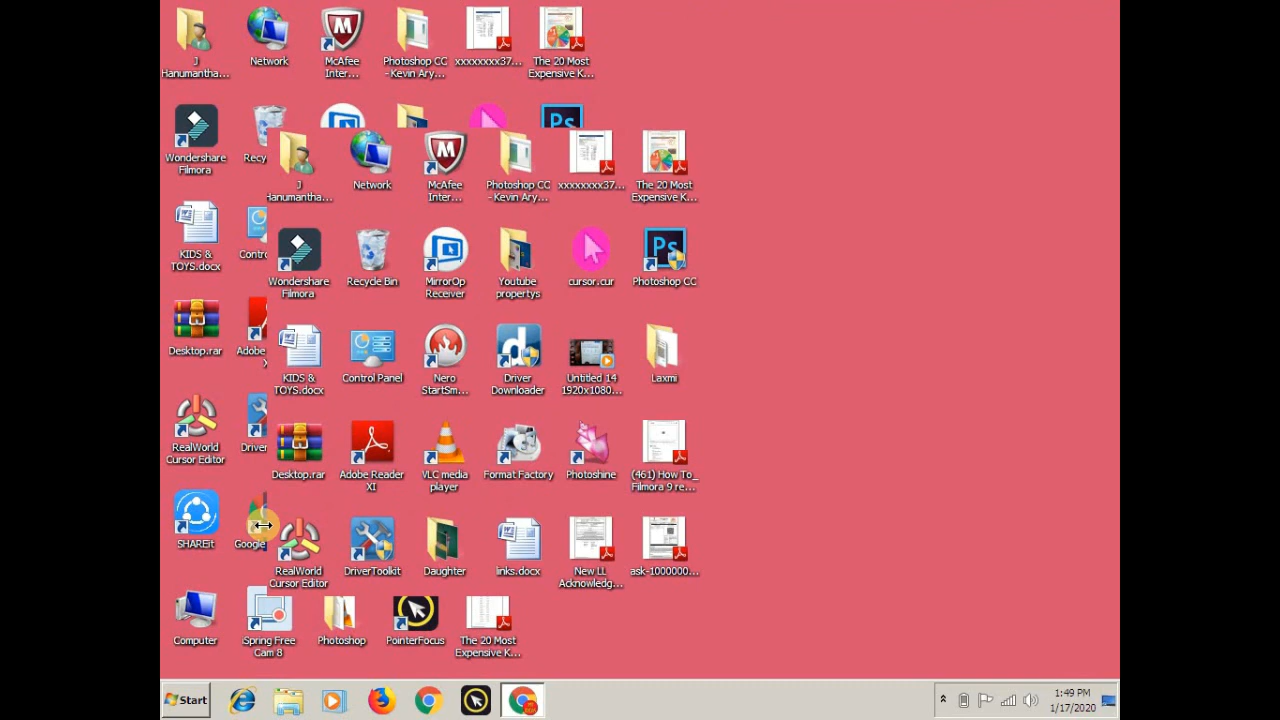 J
Hanumantha...
Network
McAfee
Inter...
Photoshop CC
- Kevin Ary...
xxxxxxxx37...
The 20 Most
Expensive K...
Ps
Wondershare
Filmora
Recy
J
Hanumantha...
Network
McAfee
Inter...
Photoshop CC
- Kevin Ary...
xxxxxxxx37...
The 20 Most
Expensive K...
KIDS &
TOYS.docx
Contro
Ps
Wondershare
Filmora
Recycle Bin
MirrorOp
Receiver
Youtube
propertys
cursor.cur
Photoshop CC
Desktop.rar
Adobe
X
KIDS &
TOYS.docx
Control Panel
Nero
StartSm...
Driver
Downloader
Untitled 14
1920x1080...
Laxmi
RealWorld
Cursor Editor
Driver
Desktop.rar
Adobe Reader
XI
VLC media
player
Format Factory
Photoshine
(461) How To_
Filmora 9 re...
SHAREit
Google
RealWorld
Cursor Editor
DriverToolkit
Daughter
links.docx
New LL
Acknowledg...
ask-1000000...
Computer
iSpring Free
Cam 8
Photoshop
PointerFocus
The 20 Most
Expensive K...
Start
1:49 PM
1/17/2020